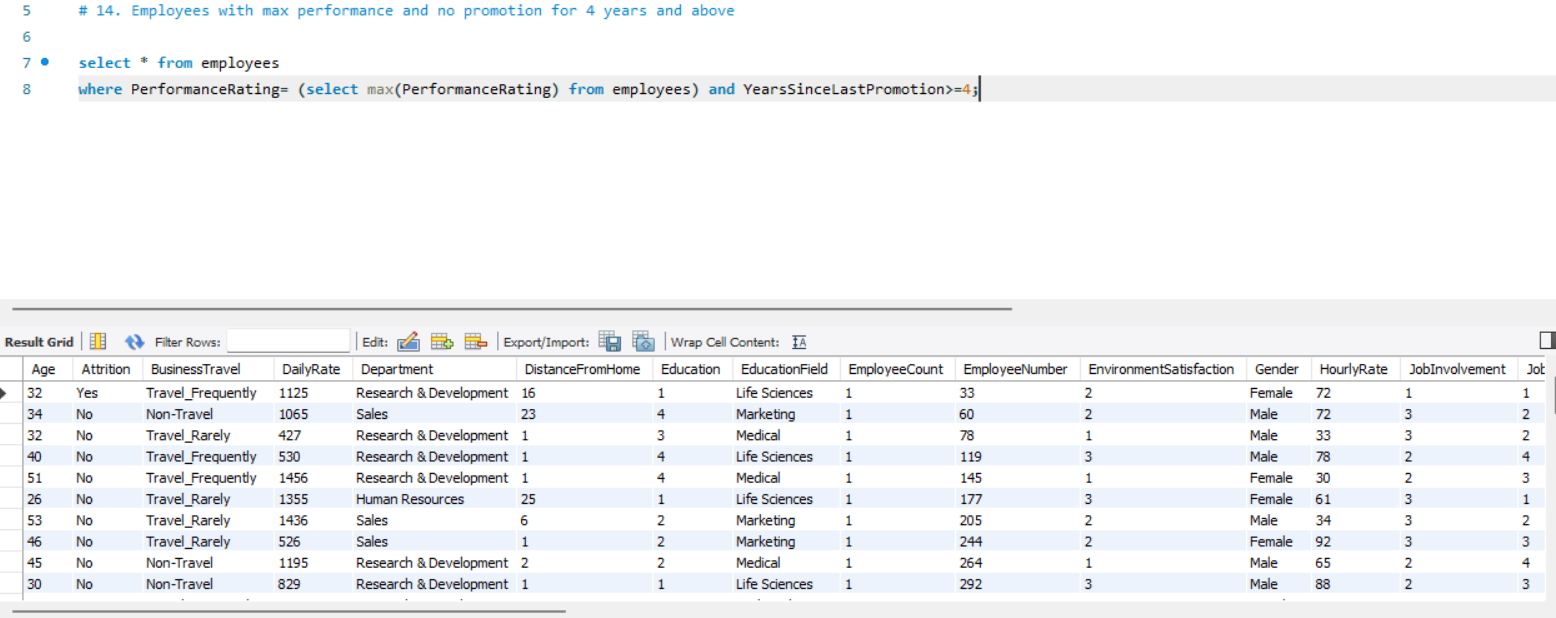 5 # 14. Employees with max performance and no promotion for 4 years and above
6
7 select * from employees
8 where PerformanceRating= (select max(PerformanceRating) from employees) and YearsSinceLastPromotion>=4;
Result Grid Filter Rows: Edit: Export/Import: Wrap Cell Content:
Age Attrition BusinessTravel DailyRate Department DistanceFromHome Education EducationField EmployeeCount EmployeeNumber EnvironmentSatisfaction Gender HourlyRate JobInvolvement Job
32 Yes Travel_Frequently 1125 Research & Development 16 1 Life Sciences 1 33 2 Female 72 1 1
34 No Non-Travel 1065 Sales 23 4 Marketing 1 60 2 Male 72 3 2
32 No Travel_Rarely 427 Research & Development 1 3 Medical 1 78 1 Male 33 3 2
40 No Travel_Frequently 530 Research & Development 1 4 Life Sciences 1 119 3 Male 78 2 4
51 No Travel_Frequently 1456 Research & Development 1 4 Medical 1 145 1 Female 30 2 3
26 No Travel_Rarely 1355 Human Resources 25 1 Life Sciences 1 177 3 Female 61 3 1
53 No Travel_Rarely 1436 Sales 6 2 Marketing 1 205 2 Male 34 3 2
46 No Travel_Rarely 526 Sales 1 2 Marketing 1 244 2 Female 92 3 3
45 No Non-Travel 1195 Research & Development 2 2 Medical 1 264 1 Male 65 2 4
30 No Non-Travel 829 Research & Development 1 1 Life Sciences 1 292 3 Male 88 2 3